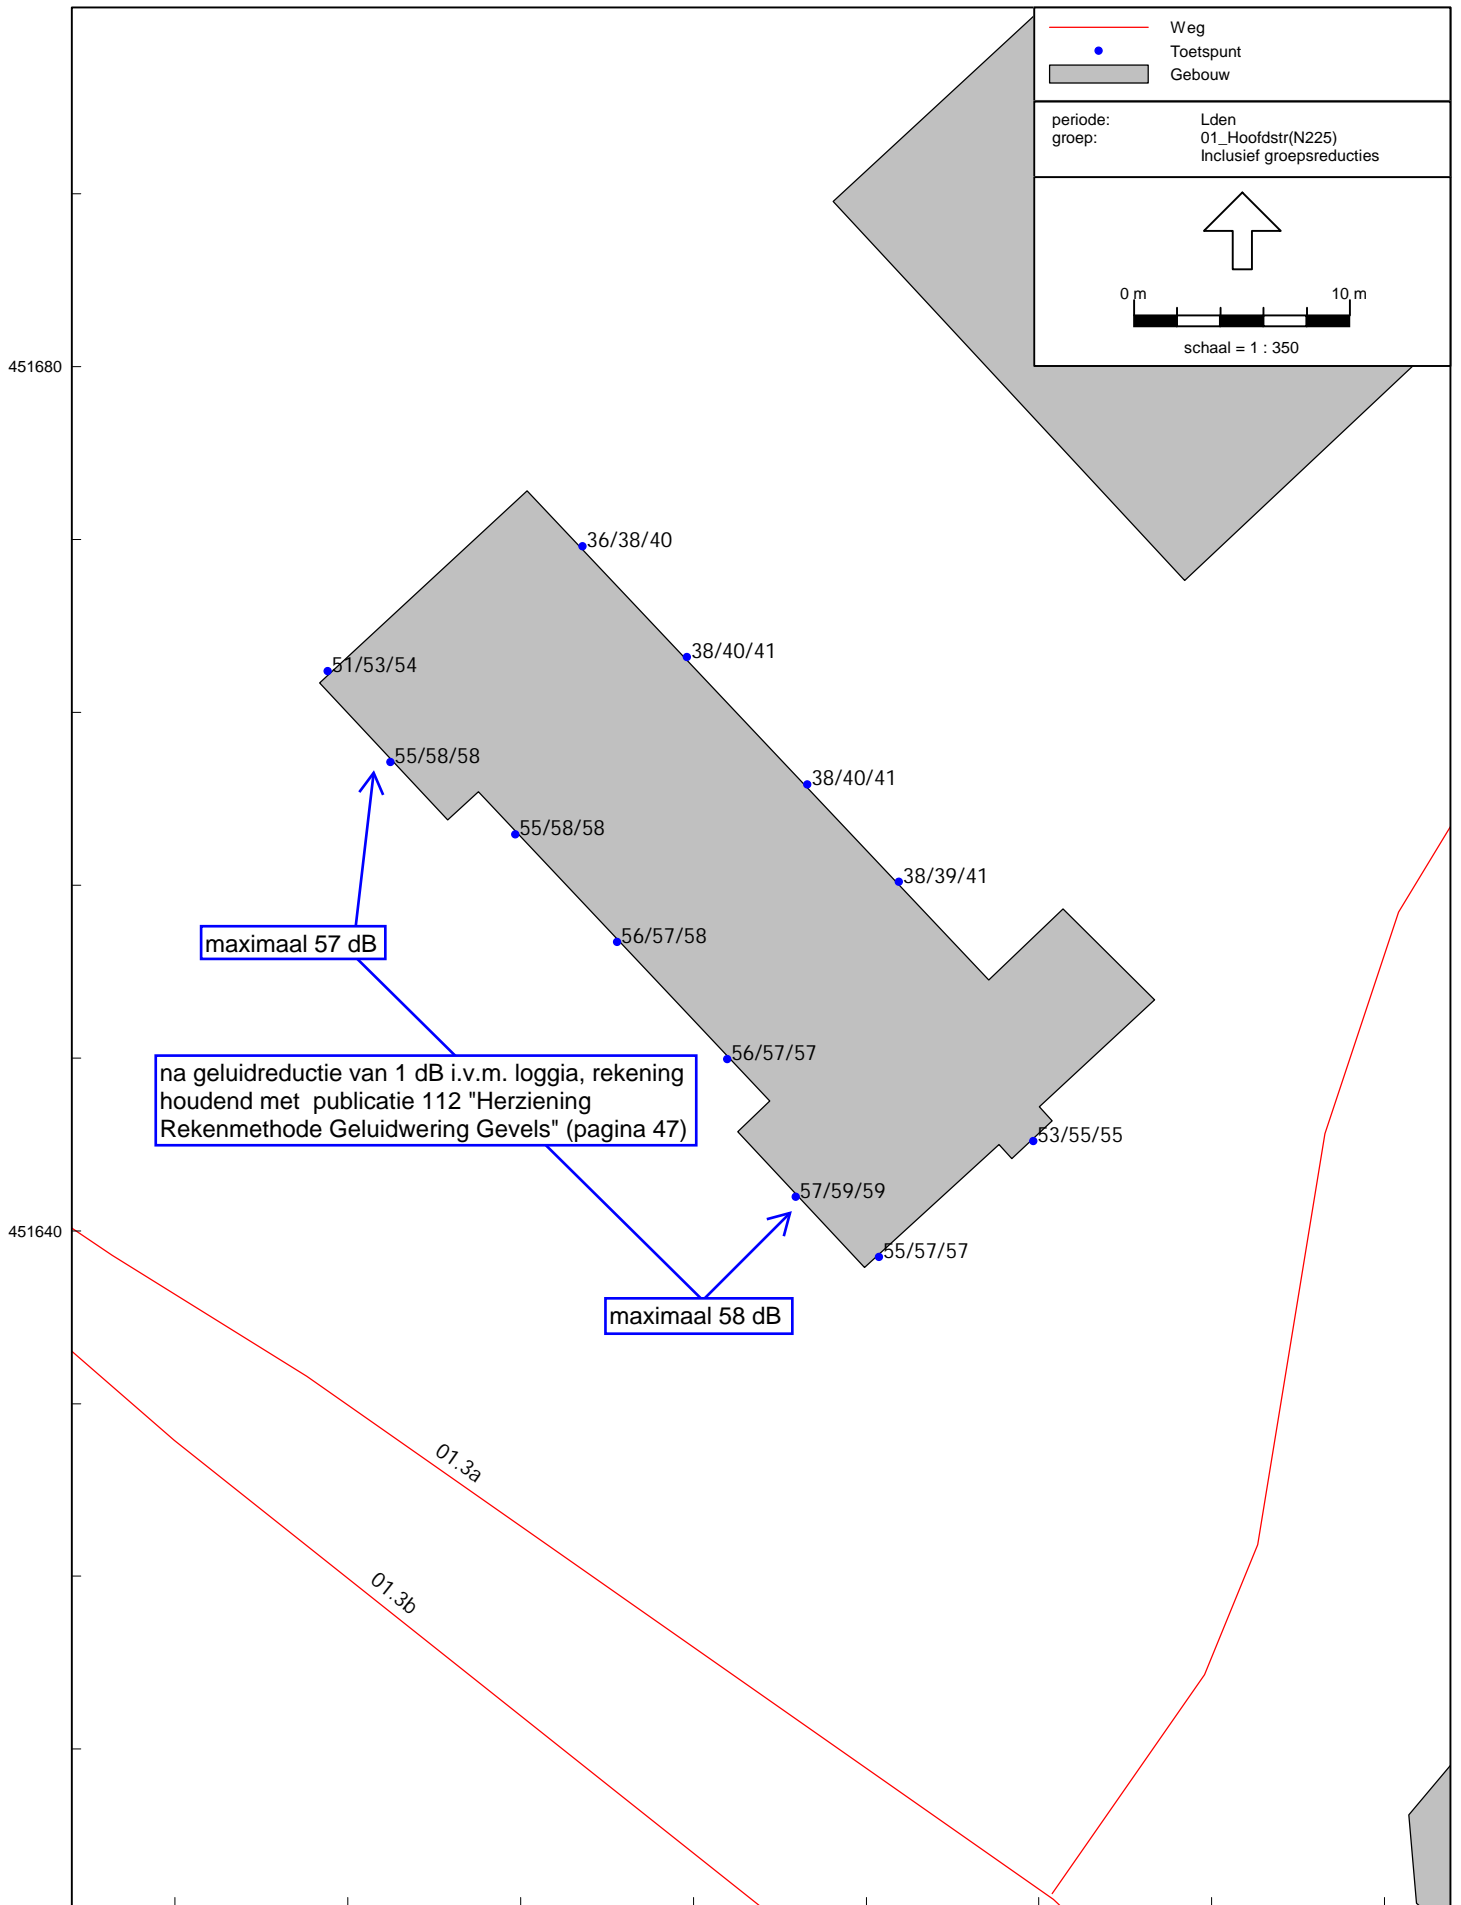 Weg
Toetspunt
Gebouw
periode: Lden
groep: 01_Hoofdstr(N225)
Inclusief groepsreducties
0 m 10 m
schaal = 1 : 350
451680
36/38/40
38/40/41
51/53/54
55/58/58
38/40/41
55/58/58
38/39/41
56/57/58
maximaal 57 dB
56/57/57
na geluidreductie van 1 dB i.v.m. loggia, rekening
houdend met publicatie 112 "Herziening
Rekenmethode Geluidwering Gevels" (pagina 47)
53/55/55
57/59/59
451640
55/57/57
maximaal 58 dB
01.3a
01.3b